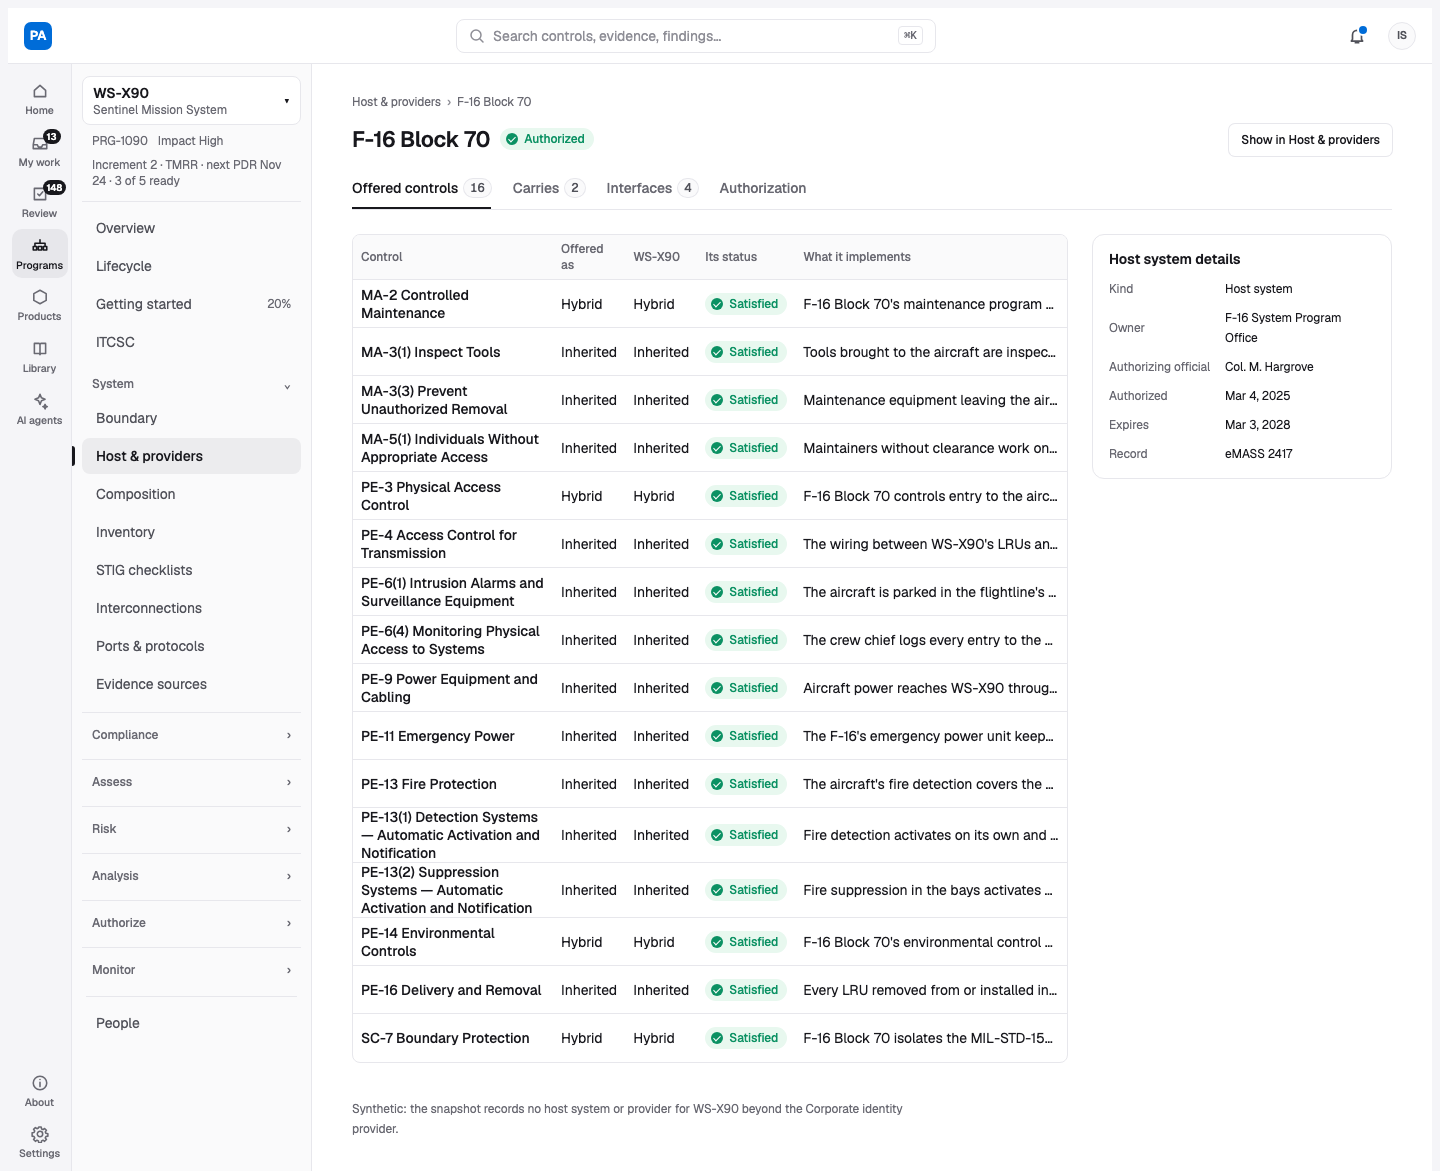 PA
Search controls, evidence, findings...
⌘K
IS
Home
13
My work
148
Review
Programs
Products
Library
AI agents
About
Settings
WS-X90
Sentinel Mission System
PRG-1090 Impact High
Increment 2 · TMRR · next PDR Nov
24 · 3 of 5 ready
Overview
Lifecycle
Getting started 20%
ITCSC
System
Boundary
Host & providers
Composition
Inventory
STIG checklists
Interconnections
Ports & protocols
Evidence sources
Compliance
Assess
Risk
Analysis
Authorize
Monitor
People
Host & providers › F-16 Block 70
F-16 Block 70 Authorized
Show in Host & providers
Offered controls 16 Carries 2 Interfaces 4 Authorization
Control Offered as WS-X90 Its status What it implements
MA-2 Controlled
Maintenance
Hybrid Hybrid Satisfied F-16 Block 70's maintenance program ...
MA-3(1) Inspect Tools Inherited Inherited Satisfied Tools brought to the aircraft are inspec...
MA-3(3) Prevent
Unauthorized Removal
Inherited Inherited Satisfied Maintenance equipment leaving the air...
MA-5(1) Individuals Without
Appropriate Access
Inherited Inherited Satisfied Maintainers without clearance work on...
PE-3 Physical Access
Control
Hybrid Hybrid Satisfied F-16 Block 70 controls entry to the airc...
PE-4 Access Control for
Transmission
Inherited Inherited Satisfied The wiring between WS-X90's LRUs an...
PE-6(1) Intrusion Alarms and
Surveillance Equipment
Inherited Inherited Satisfied The aircraft is parked in the flightline's ...
PE-6(4) Monitoring Physical
Access to Systems
Inherited Inherited Satisfied The crew chief logs every entry to the ...
PE-9 Power Equipment and
Cabling
Inherited Inherited Satisfied Aircraft power reaches WS-X90 throug...
PE-11 Emergency Power Inherited Inherited Satisfied The F-16's emergency power unit keep...
PE-13 Fire Protection Inherited Inherited Satisfied The aircraft's fire detection covers the ...
PE-13(1) Detection Systems
— Automatic Activation and
Notification
Inherited Inherited Satisfied Fire detection activates on its own and ...
PE-13(2) Suppression
Systems — Automatic
Activation and Notification
Inherited Inherited Satisfied Fire suppression in the bays activates ...
PE-14 Environmental
Controls
Hybrid Hybrid Satisfied F-16 Block 70's environmental control ...
PE-16 Delivery and Removal Inherited Inherited Satisfied Every LRU removed from or installed in...
SC-7 Boundary Protection Hybrid Hybrid Satisfied F-16 Block 70 isolates the MIL-STD-15...
Host system details
Kind Host system
Owner F-16 System Program
Office
Authorizing official Col. M. Hargrove
Authorized Mar 4, 2025
Expires Mar 3, 2028
Record eMASS 2417
Synthetic: the snapshot records no host system or provider for WS-X90 beyond the Corporate identity
provider.